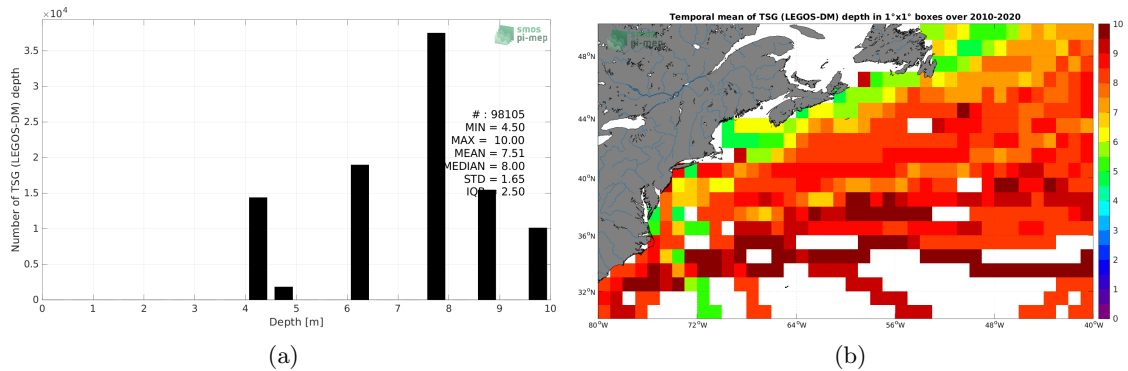 ×10⁴
3.5
3
2.5
2
1.5
1
0.5
0
Number of TSG (LEGOS-DM) depth
0 1 2 3 4 5 6 7 8 9 10
Depth [m]
smos
pi-mep
# : 98105
MIN = 4.50
MAX = 10.00
MEAN = 7.51
MEDIAN = 8.00
STD = 1.65
IQR = 2.50
(a)
Temporal mean of TSG (LEGOS-DM) depth in 1°x1° boxes over 2010-2020
smos
pi-mep
48°N
44°N
40°N
36°N
32°N
80°W 72°W 64°W 56°W 48°W 40°W
10
9
8
7
6
5
4
3
2
1
0
(b)